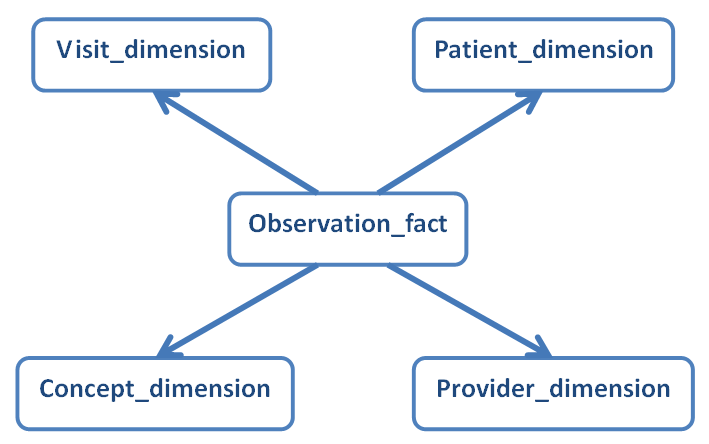 Visit_dimension
Patient_dimension
Observation_fact
Concept_dimension
Provider_dimension